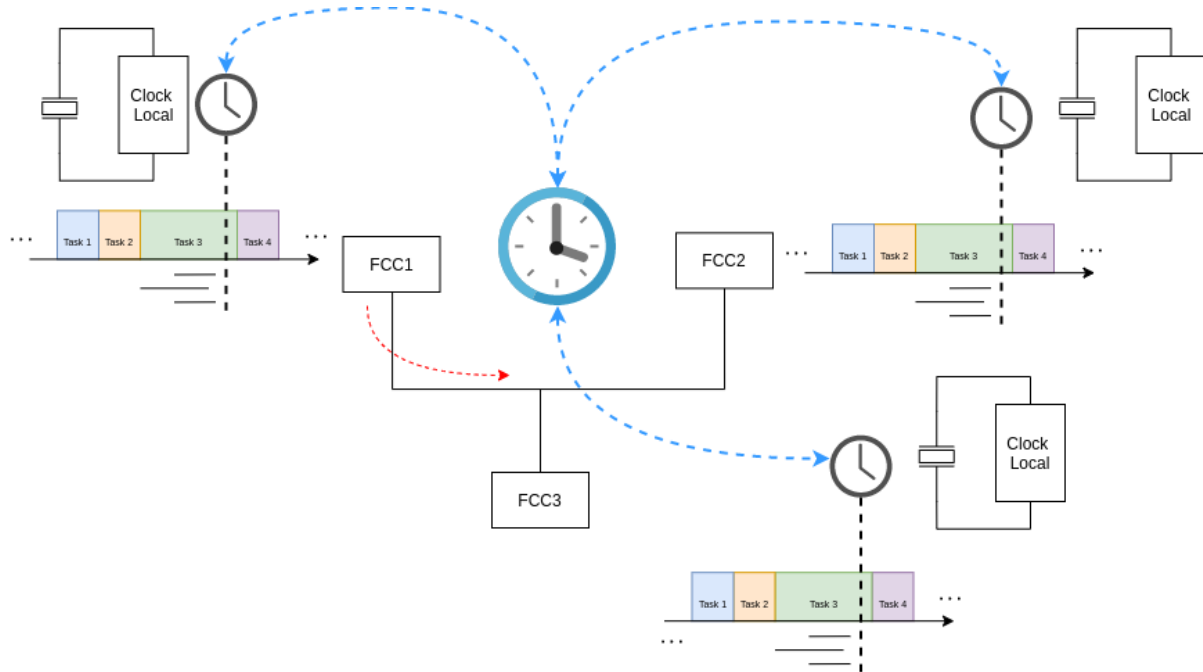 Clock
Local
Clock
Local
Task 1
Task 2
Task 3
Task 4
...
...
FCC1
FCC2
...
Task 1
Task 2
Task 3
Task 4
...
Clock
Local
FCC3
Task 1
Task 2
Task 3
Task 4
...
...